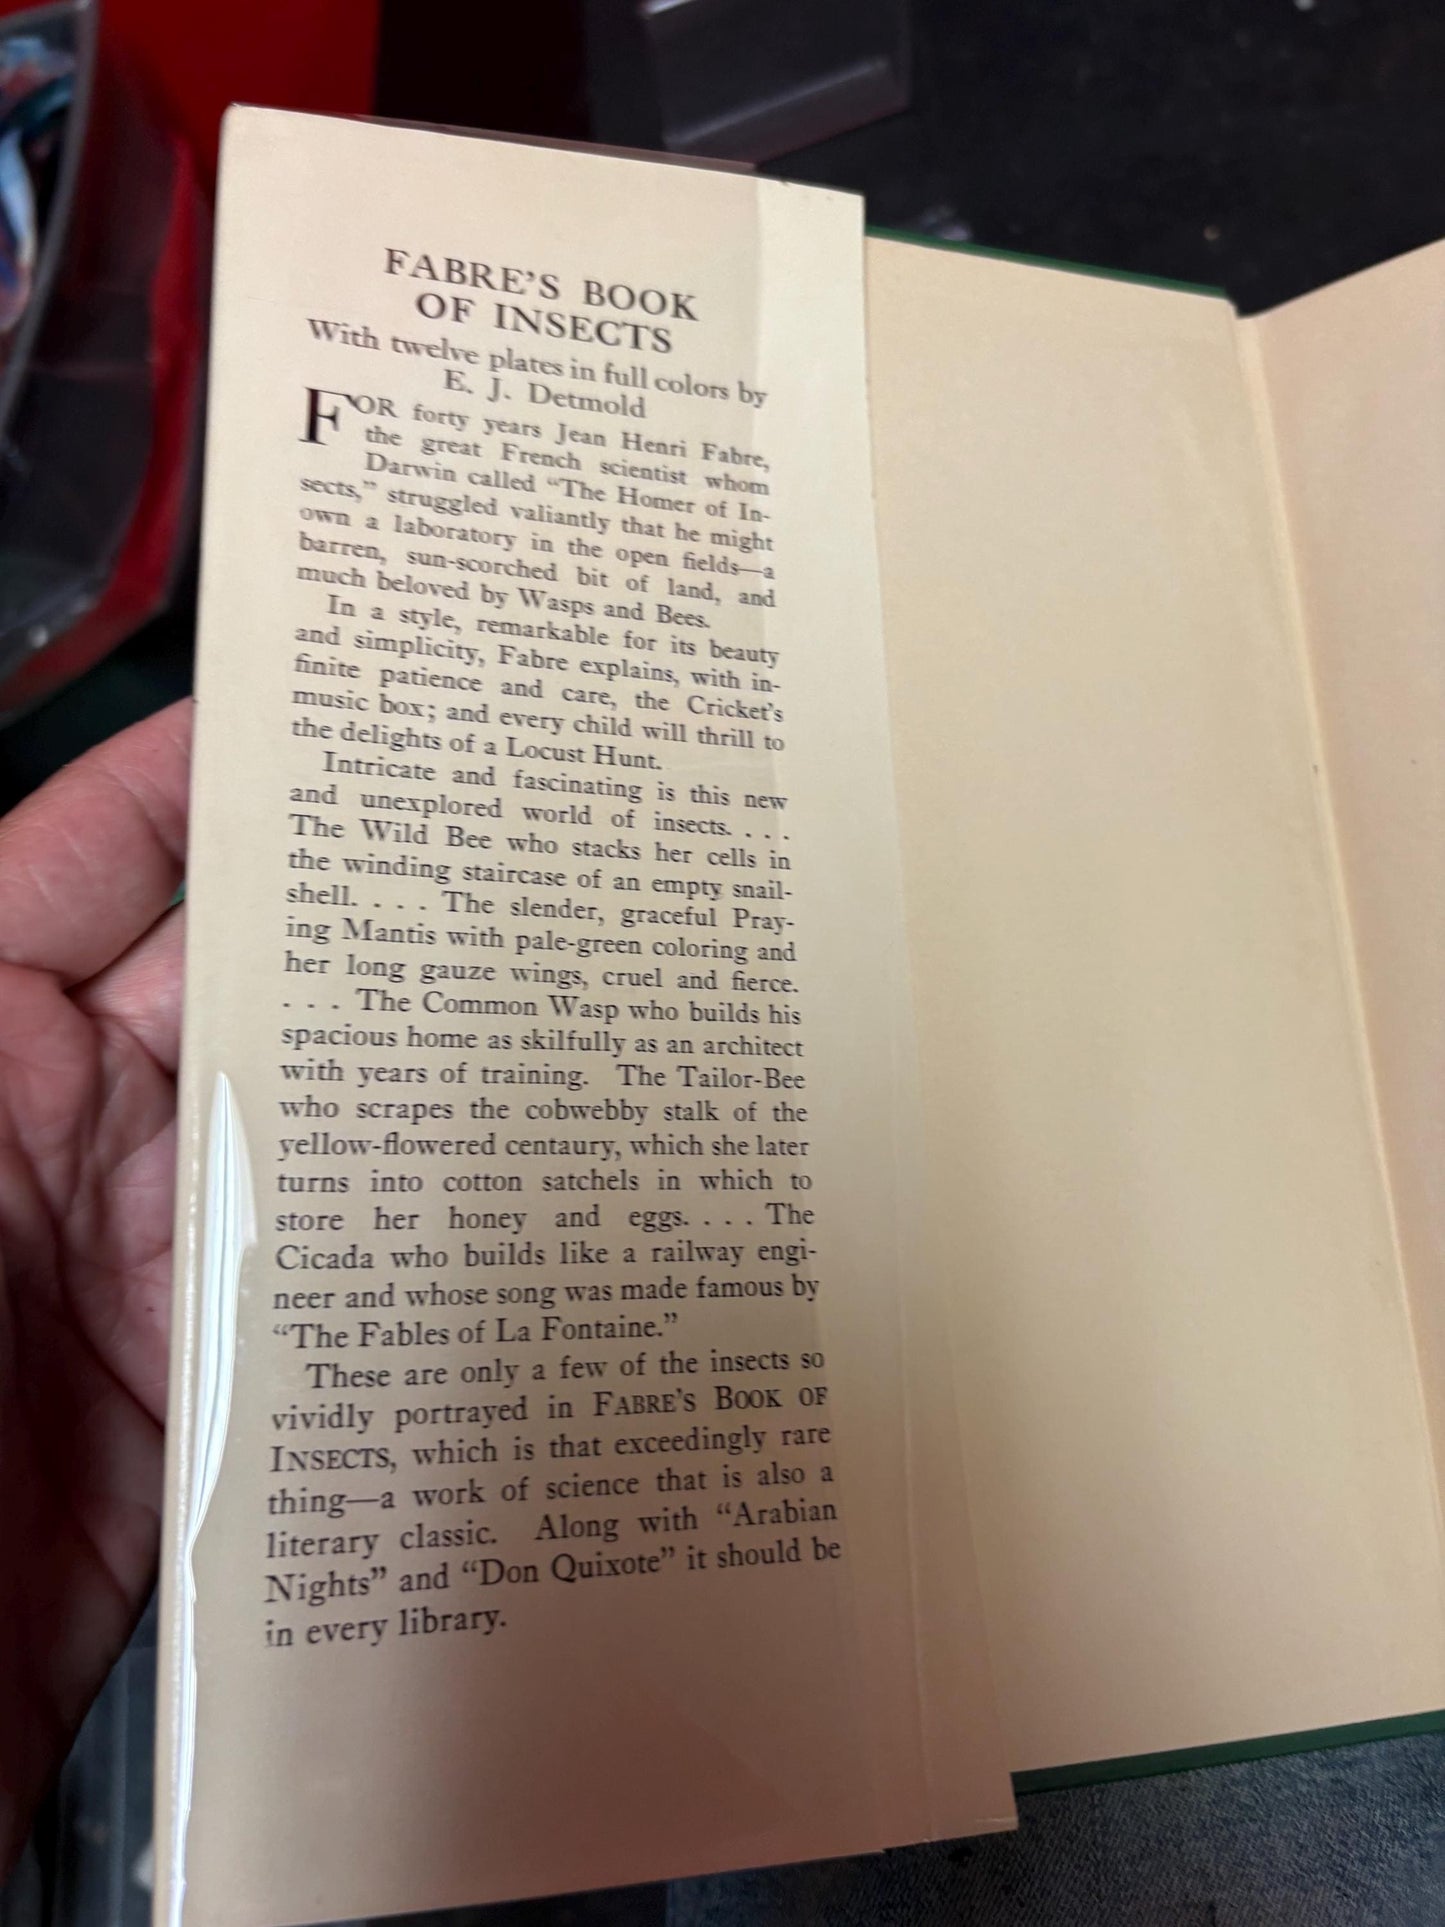 FABRE'S BOOK
OF INSECTS
With twelve plates in full colors by
E. J. Detmold
FOR forty years Jean Henri Fabre,
the great French scientist whom
Darwin called “The Homer of In-
sects,” struggled valiantly that he might
own a laboratory in the open fields—a
barren, sun-scorched bit of land, and
much beloved by Wasps and Bees.
In a style, remarkable for its beauty
and simplicity, Fabre explains, with in-
finite patience and care, the Cricket's
music box; and every child will thrill to
the delights of a Locust Hunt.
Intricate and fascinating is this new
and unexplored world of insects. . . .
The Wild Bee who stacks her cells in
the winding staircase of an empty snail-
shell. . . . The slender, graceful Pray-
ing Mantis with pale-green coloring and
her long gauze wings, cruel and fierce.
. . . The Common Wasp who builds his
spacious home as skilfully as an architect
with years of training. The Tailor-Bee
who scrapes the cobwebby stalk of the
yellow-flowered centaury, which she later
turns into cotton satchels in which to
store her honey and eggs. . . . The
Cicada who builds like a railway engi-
neer and whose song was made famous by
“The Fables of La Fontaine.”
These are only a few of the insects so
vividly portrayed in FABRE'S BOOK OF
INSECTS, which is that exceedingly rare
thing—a work of science that is also a
literary classic. Along with “Arabian
Nights” and “Don Quixote” it should be
in every library.